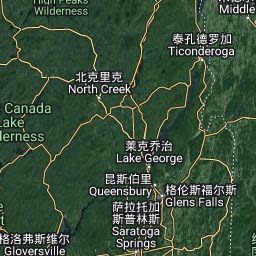 High Peaks
Wilderness
Middle
泰孔德罗加
Ticonderoga
北克里克
North Creek
Canada
Lake
derness
莱克乔治
Lake George
昆斯伯里
Queensbury
格伦斯福尔斯
Glens Falls
萨拉托加
斯普林斯
Saratoga
Springs
格洛弗斯维尔
Gloversville